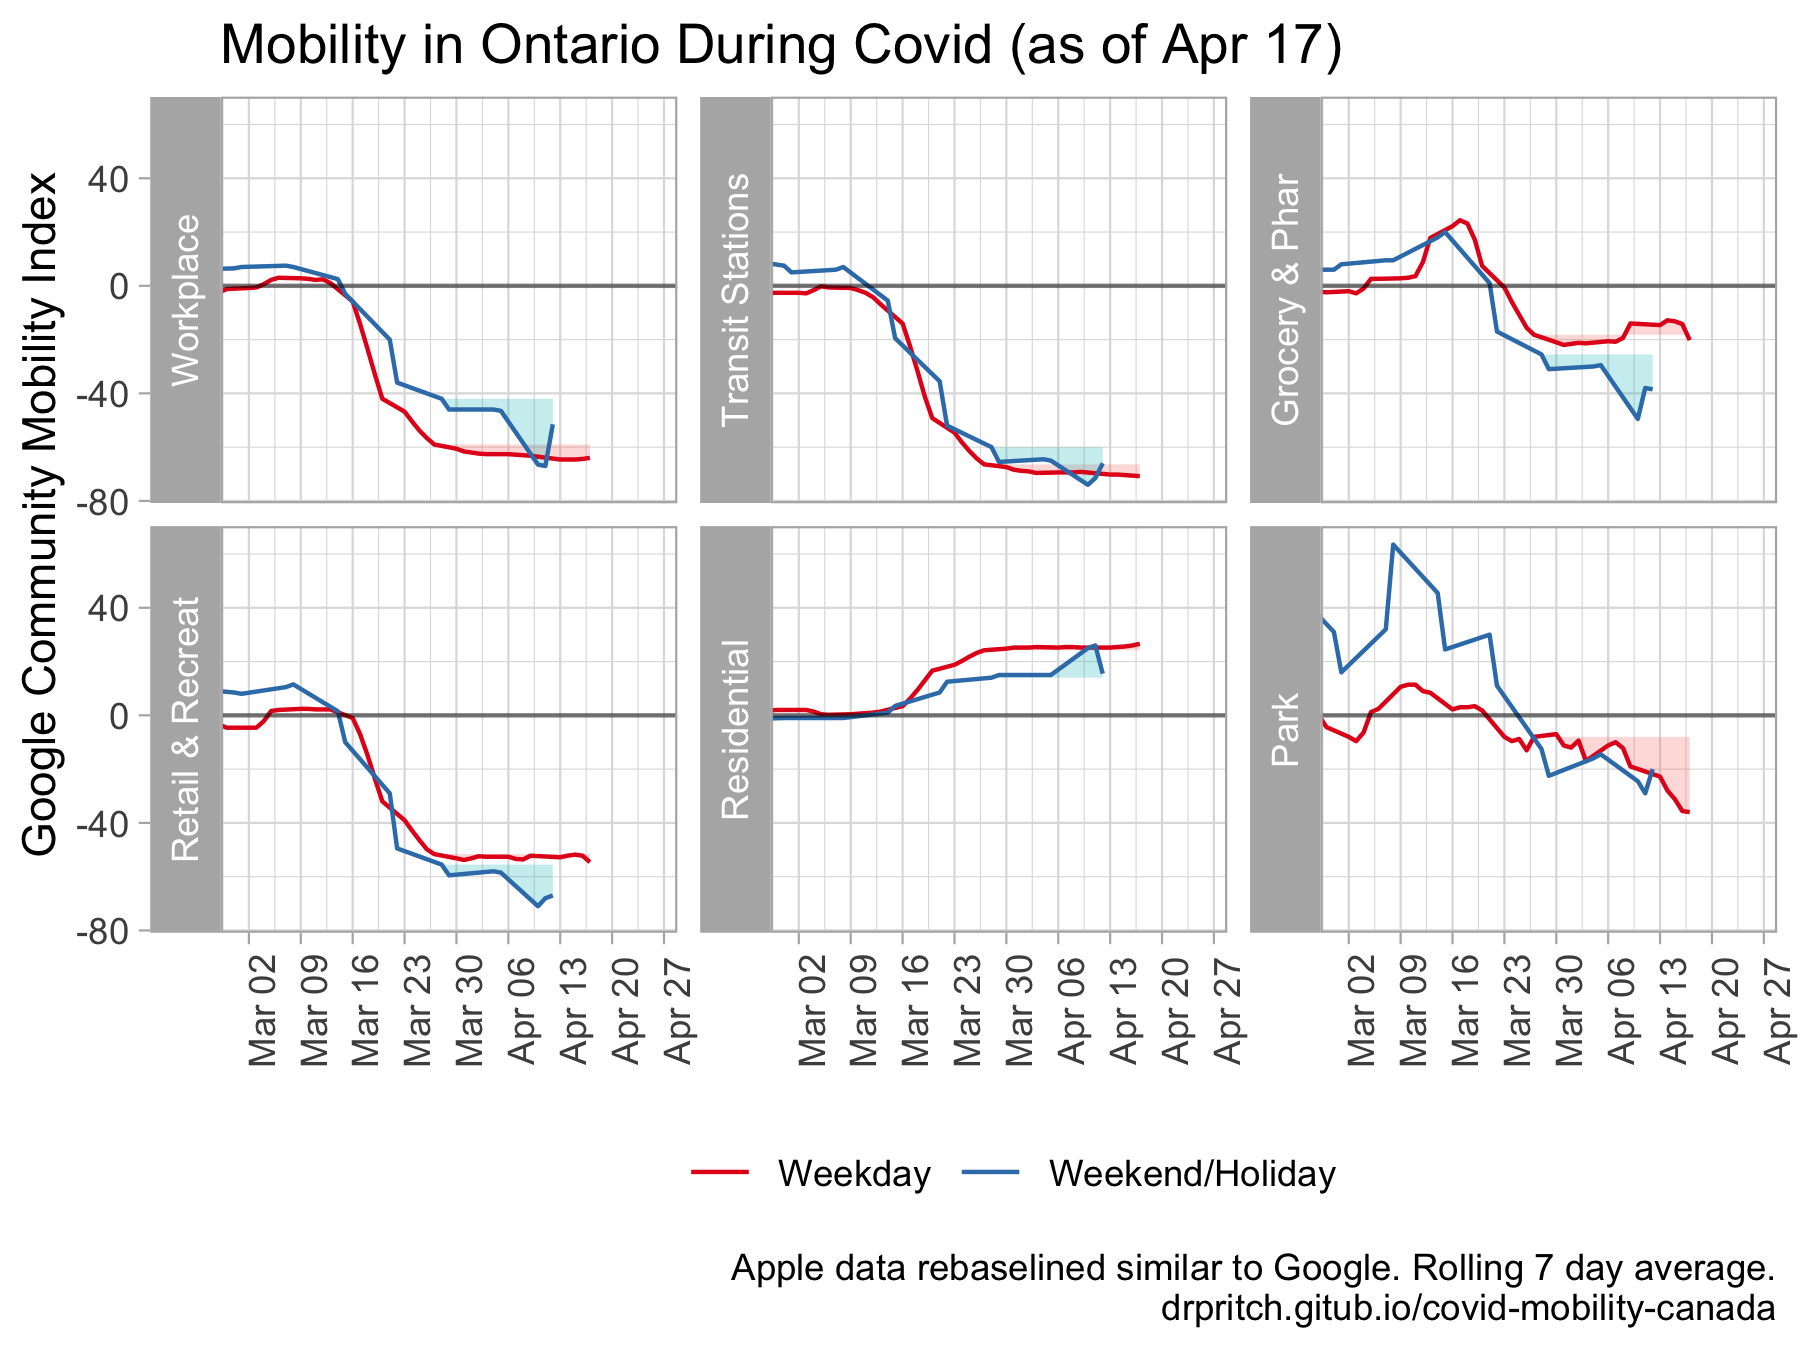 Mobility in Ontario During Covid (as of Apr 17)
Google Community Mobility Index
Workplace
Transit Stations
Grocery & Phar
40
0
-40
-80
Retail & Recreat
Residential
Park
40
0
-40
-80
Mar 02
Mar 09
Mar 16
Mar 23
Mar 30
Apr 06
Apr 13
Apr 20
Apr 27
Mar 02
Mar 09
Mar 16
Mar 23
Mar 30
Apr 06
Apr 13
Apr 20
Apr 27
Mar 02
Mar 09
Mar 16
Mar 23
Mar 30
Apr 06
Apr 13
Apr 20
Apr 27
Weekday Weekend/Holiday
Apple data rebaselined similar to Google. Rolling 7 day average.
drpritch.gitub.io/covid-mobility-canada